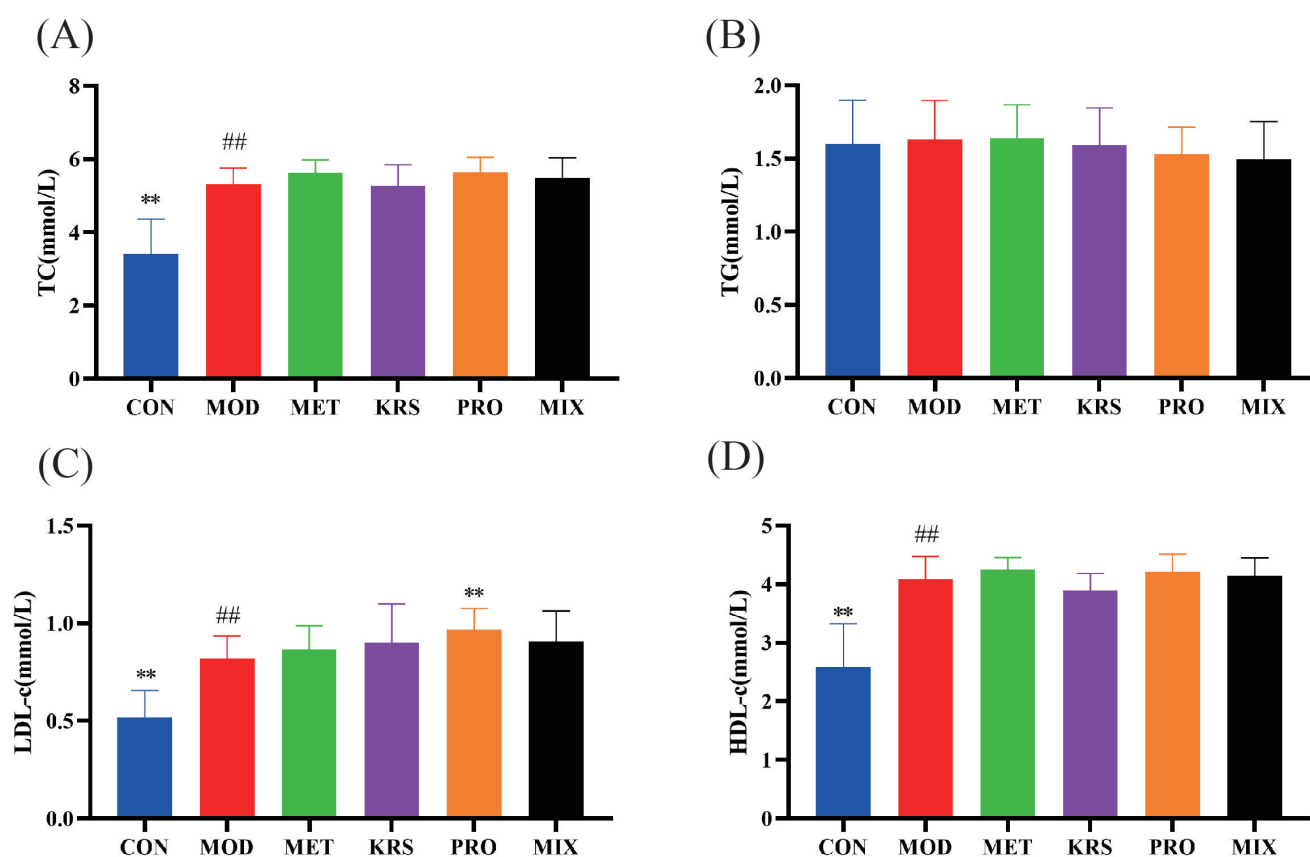 (A)
TC(mmol/L)
8
6
4
2
0
**
##
CON MOD MET KRS PRO MIX
(B)
TG(mmol/L)
2.0
1.5
1.0
0.5
0.0
CON MOD MET KRS PRO MIX
(C)
LDL-c(mmol/L)
1.5
1.0
0.5
0.0
**
##
**
CON MOD MET KRS PRO MIX
(D)
HDL-c(mmol/L)
5
4
3
2
1
0
**
##
CON MOD MET KRS PRO MIX